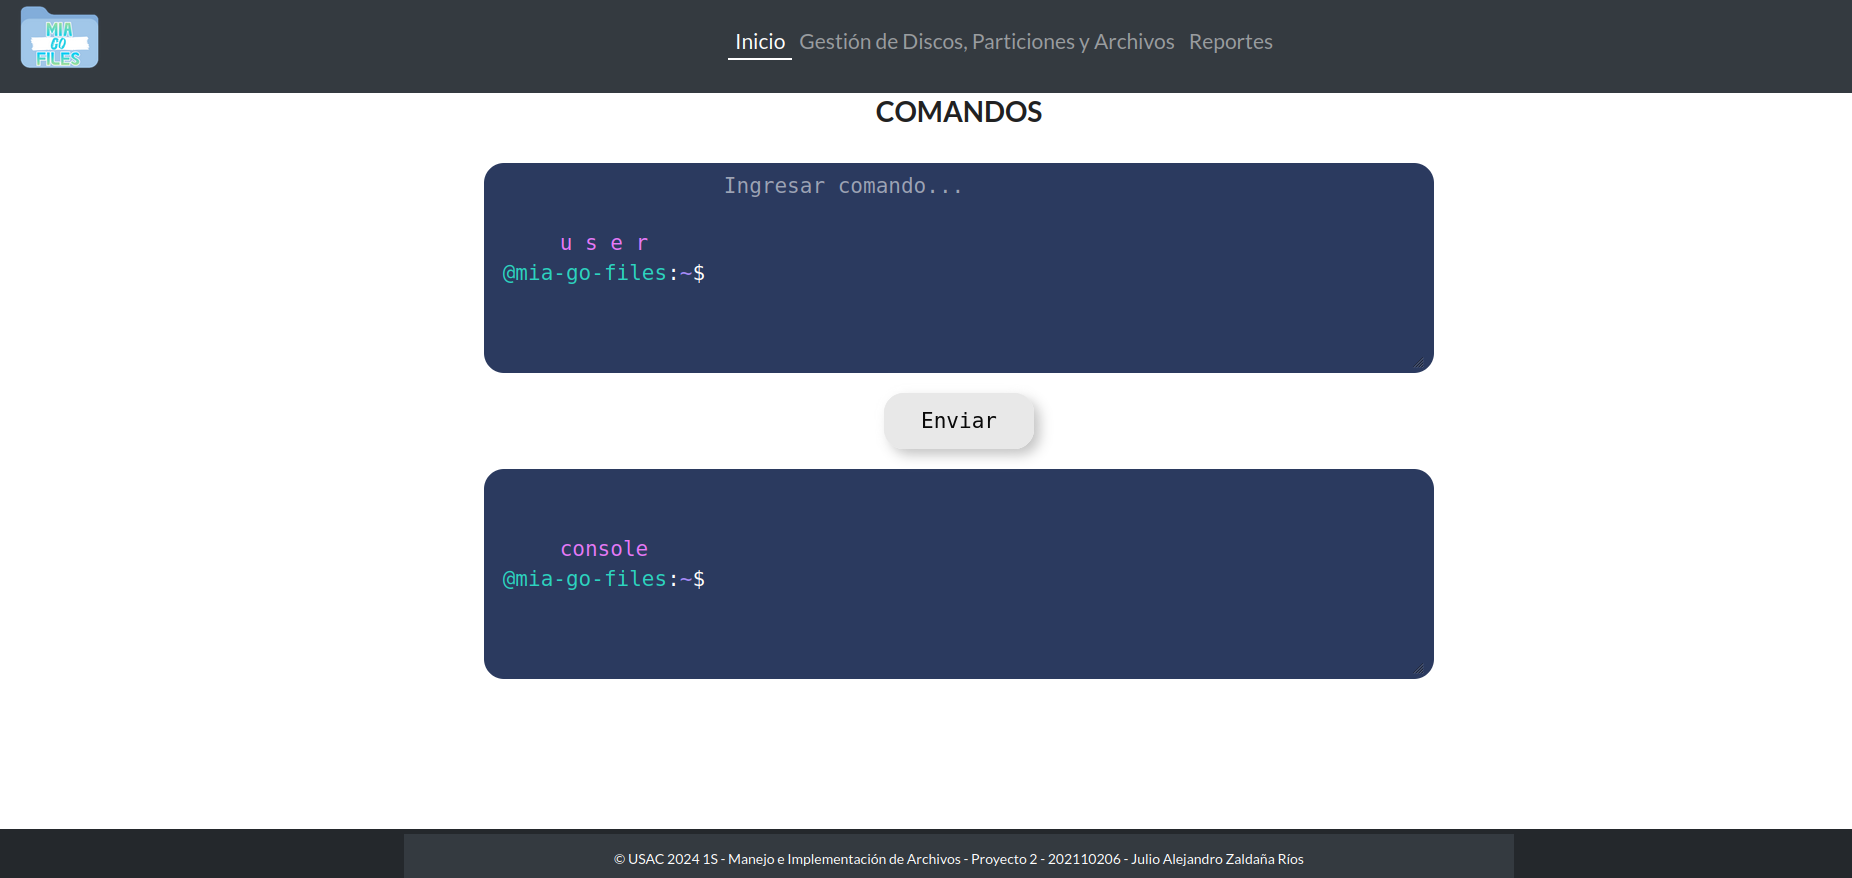 MIA
GO
FILES
Inicio Gestión de Discos, Particiones y Archivos Reportes
COMANDOS
Ingresar comando...
u s e r
@mia-go-files:~$
Enviar
console
@mia-go-files:~$
© USAC 2024 1S - Manejo e Implementación de Archivos - Proyecto 2 - 202110206 - Julio Alejandro Zaldaña Ríos